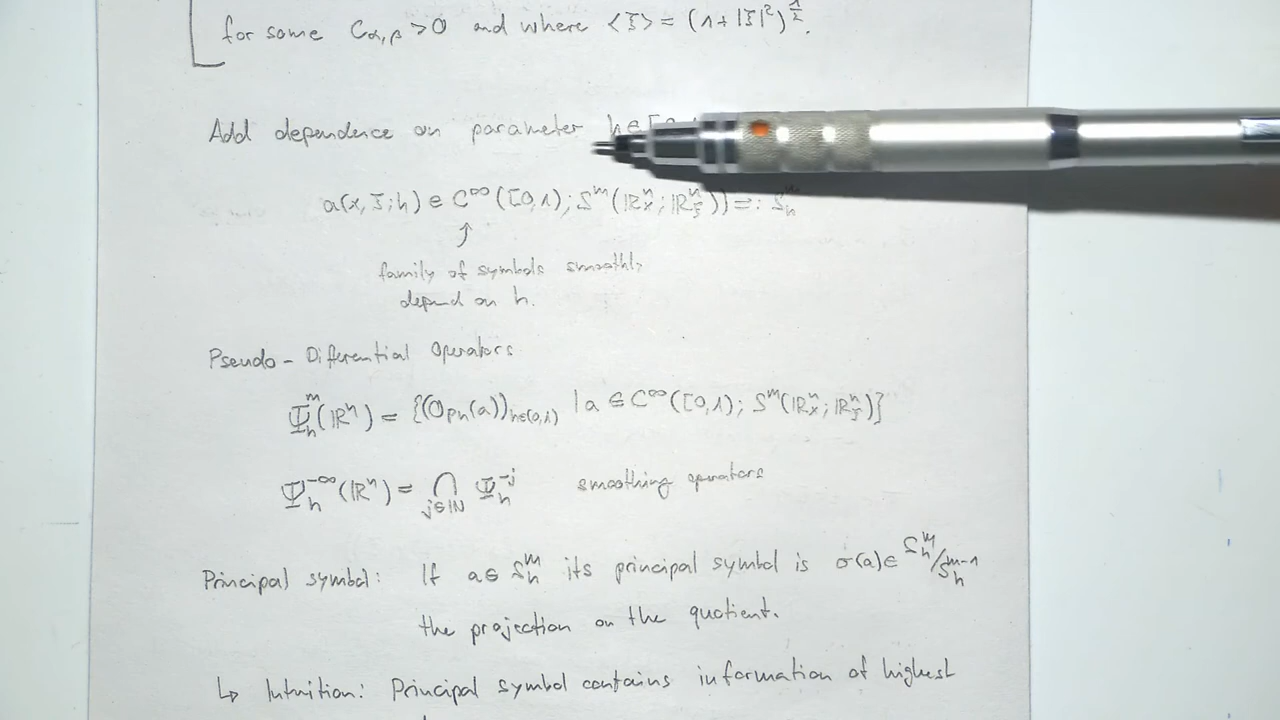 for some C_{α,β} > 0 and where ⟨ξ⟩ = (1+|ξ|²)^{1/2}.
Add dependence on parameter h∈[0,1
a(x,ξ;h) ∈ C^∞([0,1); S^m(ℝ^n_x; ℝ^n_ξ)) =: S^m_h
↑
family of symbols smoothly
depend on h.
Pseudo-Diferential Operators
Ψ^m_h(ℝ^n) = {(Op_h(a))_{h∈(0,1)} | a ∈ C^∞([0,1); S^m(ℝ^n_x; ℝ^n_ξ)}
Ψ^{-∞}_h(ℝ^n) = ⋂_{j∈ℕ} Ψ^{-j}_h smoothing operators
Principal symbol: If a∈ S^m_h its principal symbol is σ(a)∈ S^m_h/S^{m-1}_h
the projection on the quotient.
↳ Intuition: Principal symbol contains information of highest